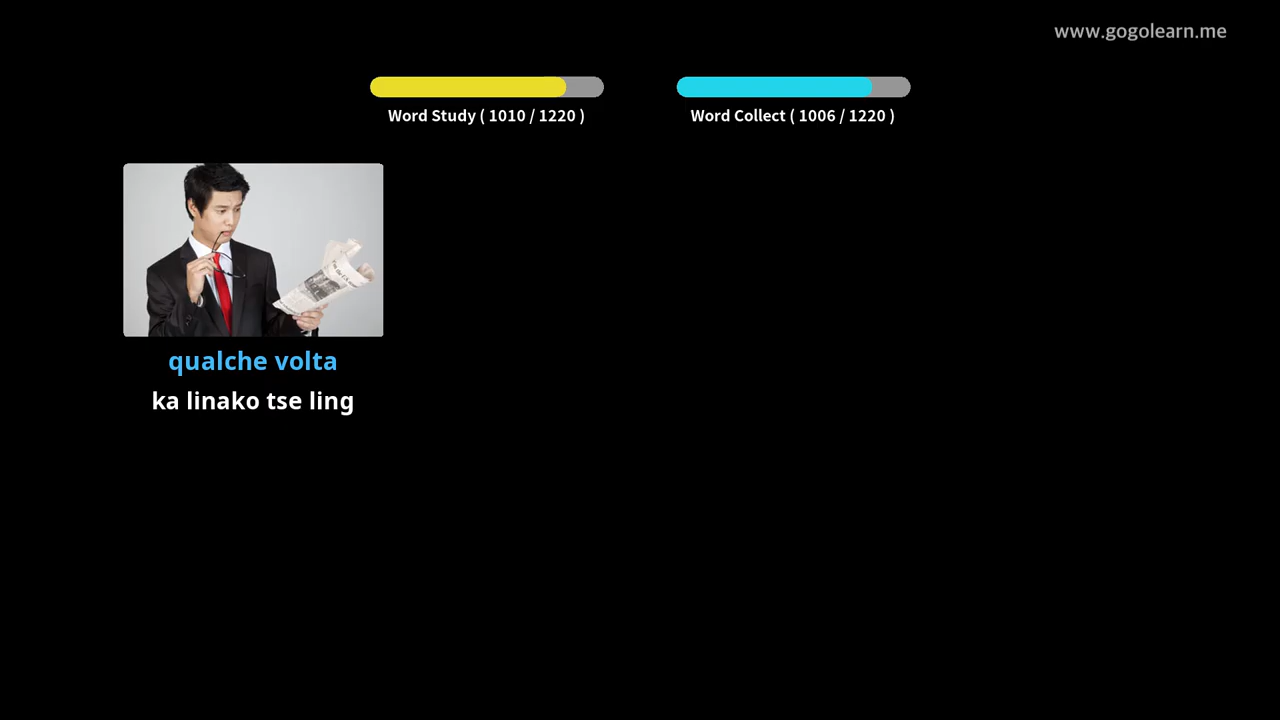 www.gogolearn.me
Word Study ( 1010 / 1220 )
Word Collect ( 1006 / 1220 )
qualche volta
ka linako tse ling